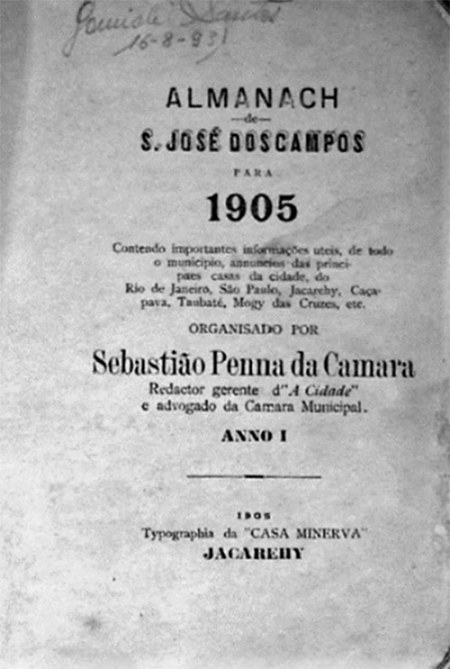 Santos
16-8-931
ALMANACH
—de—
S. JOSÉ DOS CAMPOS
PARA
1905
Contendo importantes informações uteis, de todo
o municipio, annuncios das princi-
paes casas da cidade, do
Rio de Janeiro, São Paulo, Jacarehy, Caça-
pava, Taubaté, Mogy das Cruzes, etc.
ORGANISADO POR
Sebastião Penna da Camara
Redactor gerente d'"A Cidade"
e advogado da Camara Municipal.
ANNO I
1905
Typographia da "CASA MINERVA"
JACAREHY